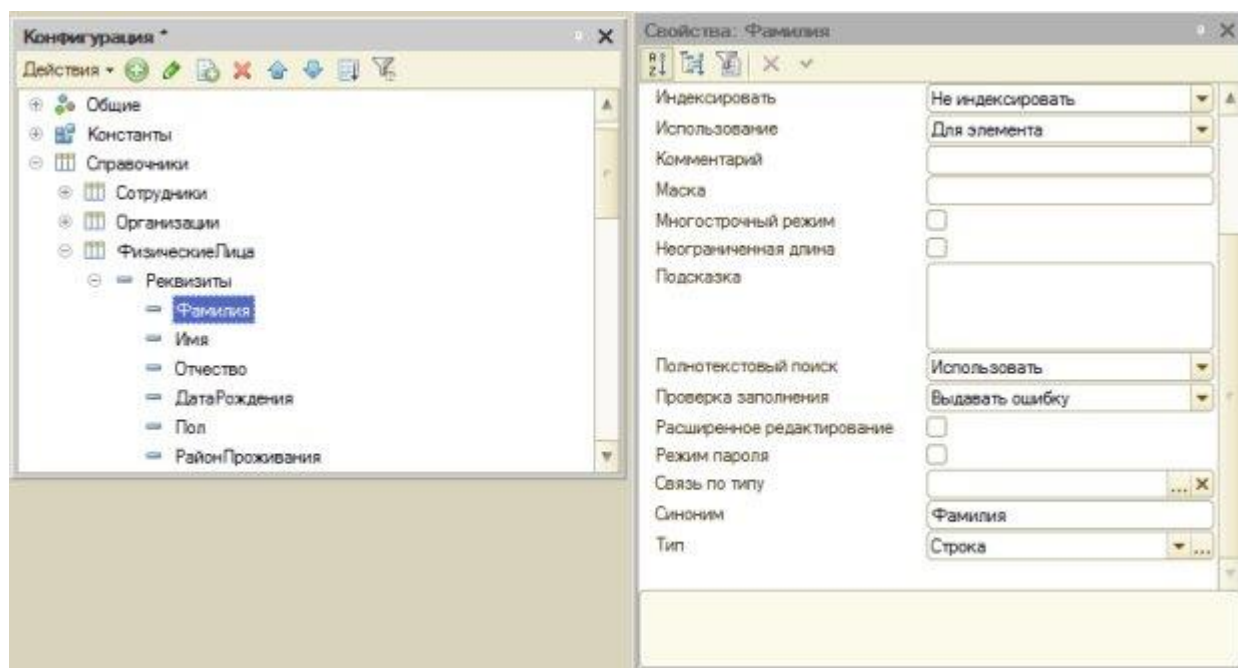 Конфигурация *
Действия
Общие
Константы
Справочники
Сотрудники
Организации
ФизическиеЛица
Реквизиты
Фамилия
Имя
Отчество
ДатаРождения
Пол
РайонПроживания
Свойства: Фамилия
Индексировать Не индексировать
Использование Для элемента
Комментарий
Маска
Многострочный режим
Неограниченная длина
Подсказка
Полнотекстовый поиск Использовать
Проверка заполнения Выдавать ошибку
Расширенное редактирование
Режим пароля
Связь по типу ...
Синоним Фамилия
Тип Строка ...